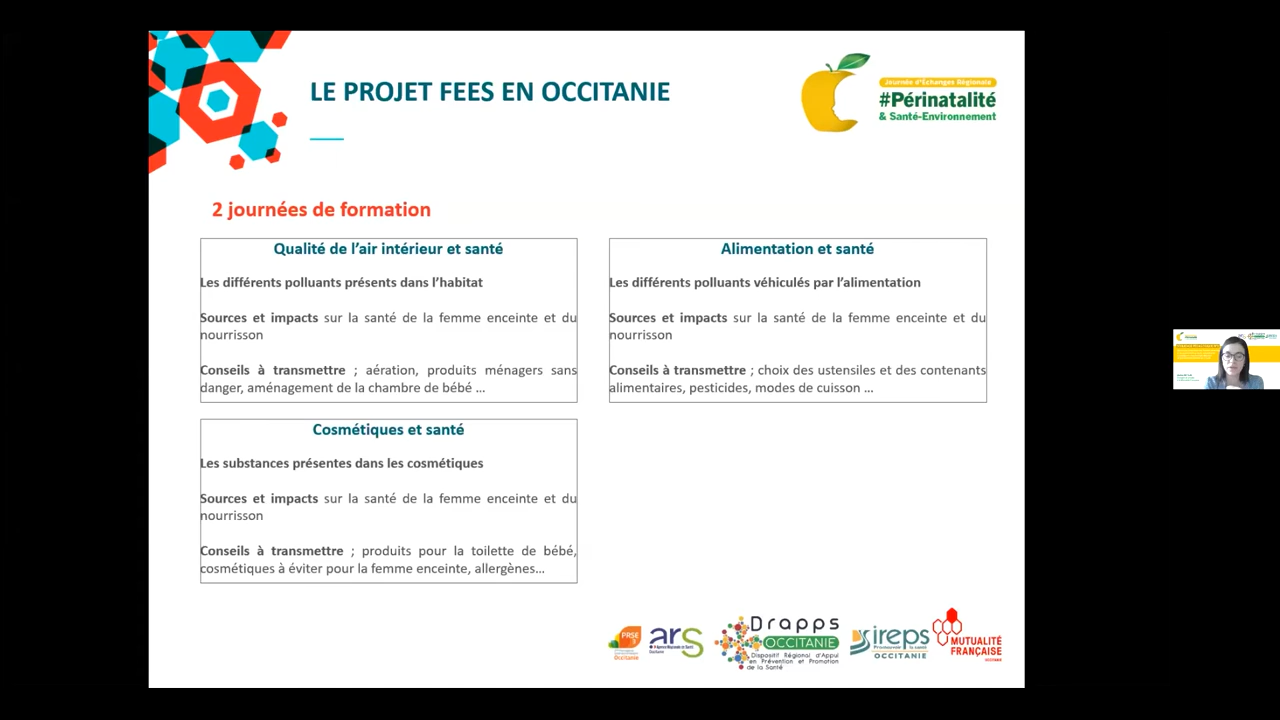 LE PROJET FEES EN OCCITANIE
Journée d'Échanges Régionale
#Périnatalité
& Santé-Environnement
2 journées de formation
Qualité de l'air intérieur et santé
Les différents polluants présents dans l'habitat
Sources et impacts sur la santé de la femme enceinte et du
nourrisson
Conseils à transmettre ; aération, produits ménagers sans
danger, aménagement de la chambre de bébé ...
Alimentation et santé
Les différents polluants véhiculés par l'alimentation
Sources et impacts sur la santé de la femme enceinte et du
nourrisson
Conseils à transmettre ; choix des ustensiles et des contenants
alimentaires, pesticides, modes de cuisson ...
Cosmétiques et santé
Les substances présentes dans les cosmétiques
Sources et impacts sur la santé de la femme enceinte et du
nourrisson
Conseils à transmettre ; produits pour la toilette de bébé,
cosmétiques à éviter pour la femme enceinte, allergènes...
PRSE
Occitanie
ars
Drapps
OCCITANIE
Dispositif Régional d'Appui
en Prévention et Promotion
de la Santé
ireps
OCCITANIE
MUTUALITÉ
FRANÇAISE
OCCITANIE